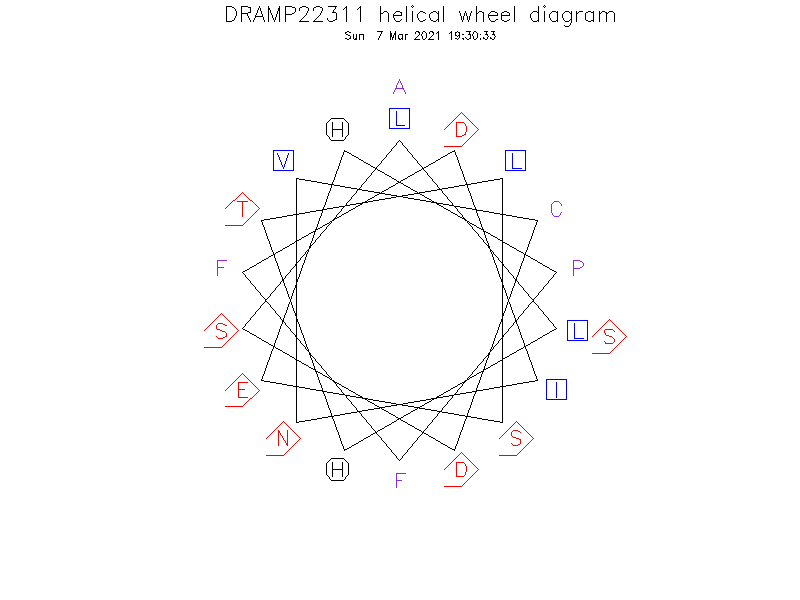 DRAMP22311 helical wheel diagram
Sun 7 Mar 2021 19:30:33
A
H L D
V L
T C
F P
S L S
E I
N S
H F D